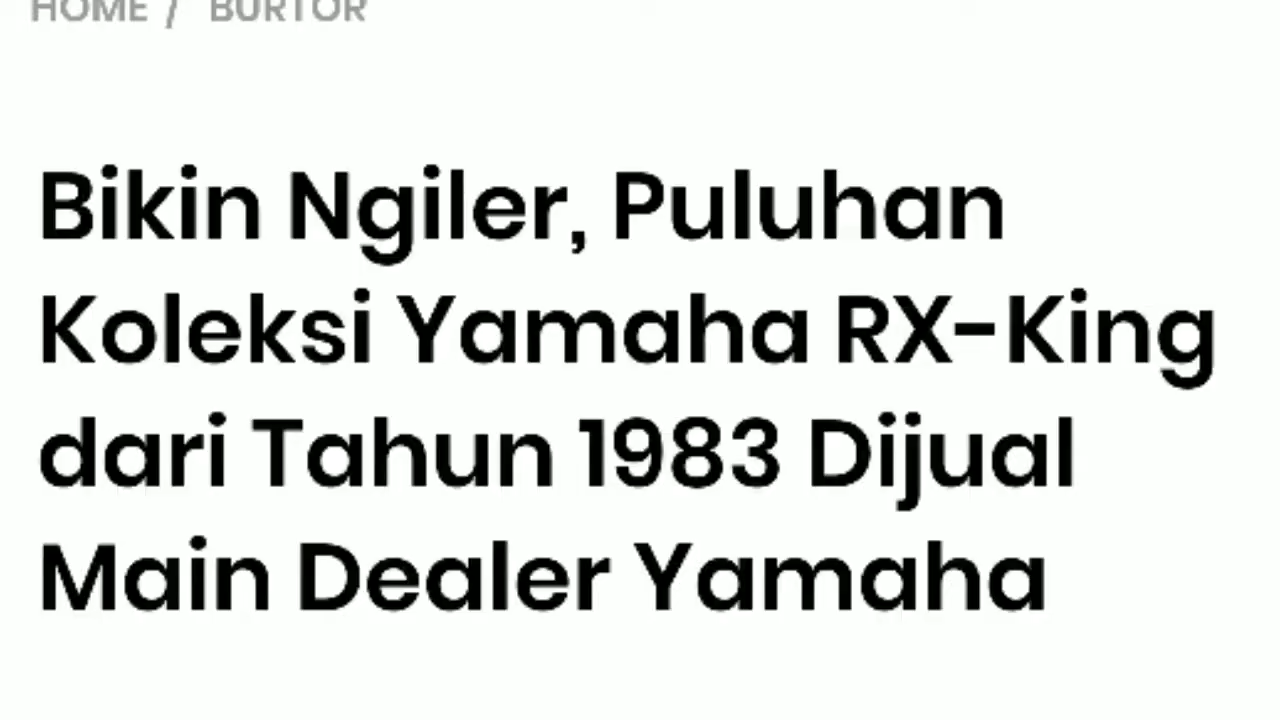 HOME / BURTOR
Bikin Ngiler, Puluhan
Koleksi Yamaha RX-King
dari Tahun 1983 Dijual
Main Dealer Yamaha